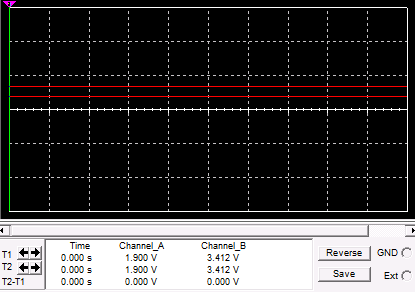 Time Channel_A Channel_B
T1 0.000 s 1.900 V 3.412 V
T2 0.000 s 1.900 V 3.412 V
T2-T1 0.000 s 0.000 V 0.000 V
Reverse GND
Save Ext